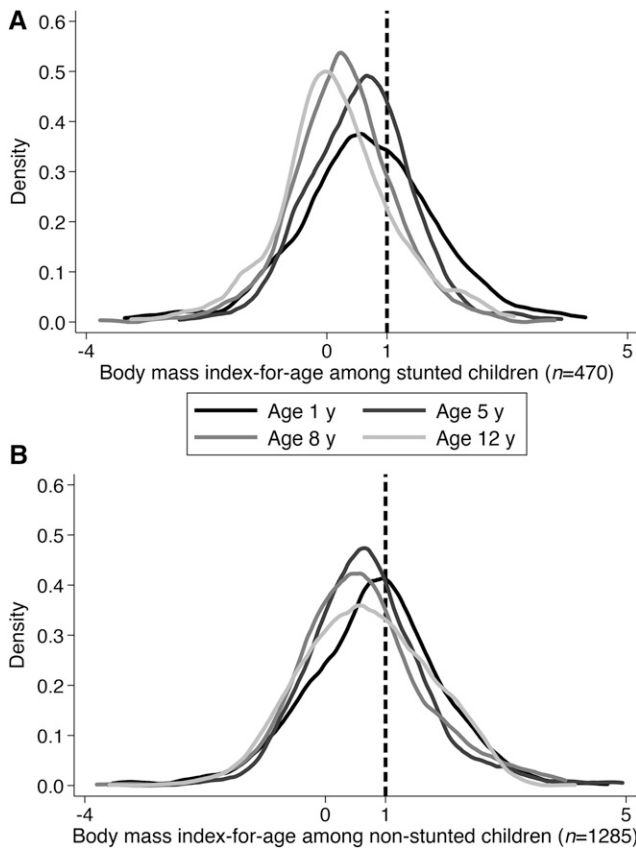 A
0.6
0.5
0.4
0.3
0.2
0.1
0.0
Density
-4 0 1 5
Body mass index-for-age among stunted children (n=470)
Age 1 y Age 5 y
Age 8 y Age 12 y
B
0.6
0.5
0.4
0.3
0.2
0.1
0.0
Density
-4 0 1 5
Body mass index-for-age among non-stunted children (n=1285)